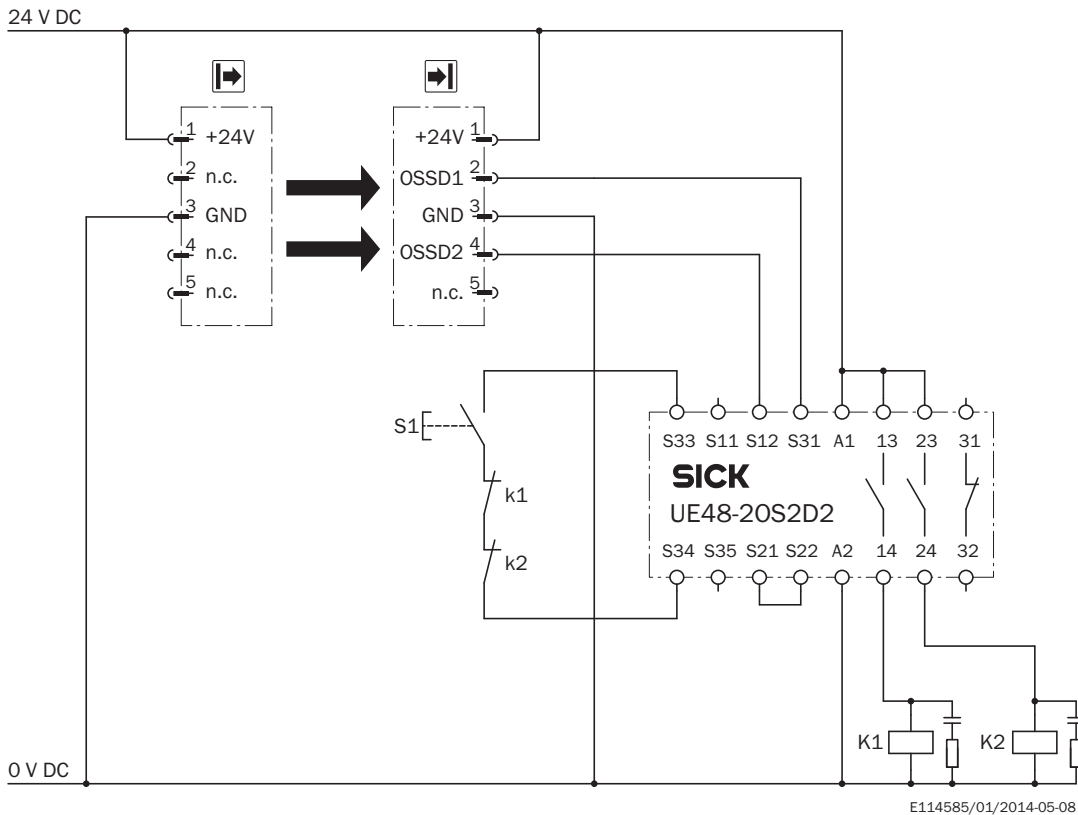 24 V DC
1 +24V
2 n.c.
3 GND
4 n.c.
5 n.c.
+24V 1
OSSD1 2
GND 3
OSSD2 4
n.c. 5
S1
k1
k2
S33 S11 S12 S31 A1 13 23 31
SICK
UE48-20S2D2
S34 S35 S21 S22 A2 14 24 32
K1
K2
0 V DC
E114585/01/2014-05-08